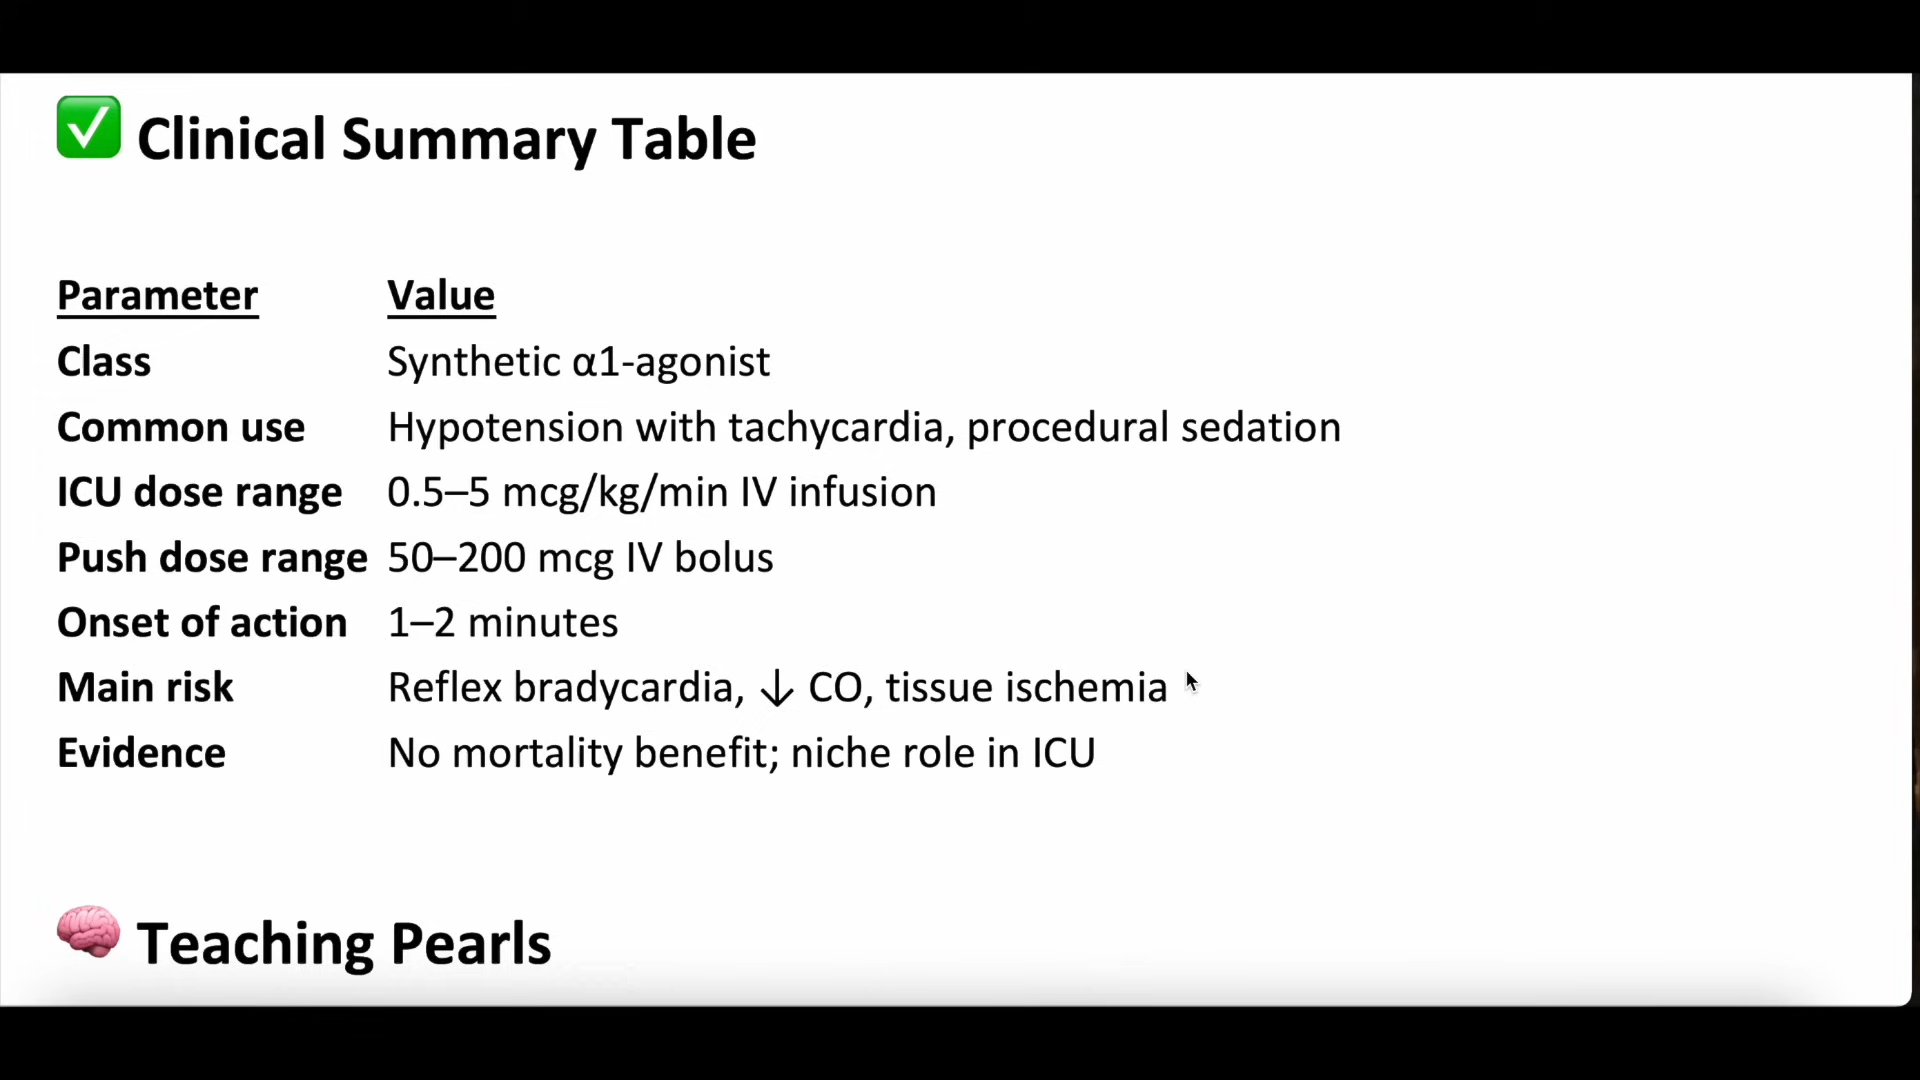 ✅ Clinical Summary Table
Parameter Value
Class Synthetic α1-agonist
Common use Hypotension with tachycardia, procedural sedation
ICU dose range 0.5–5 mcg/kg/min IV infusion
Push dose range 50–200 mcg IV bolus
Onset of action 1–2 minutes
Main risk Reflex bradycardia, ↓ CO, tissue ischemia
Evidence No mortality benefit; niche role in ICU
🧠 Teaching Pearls